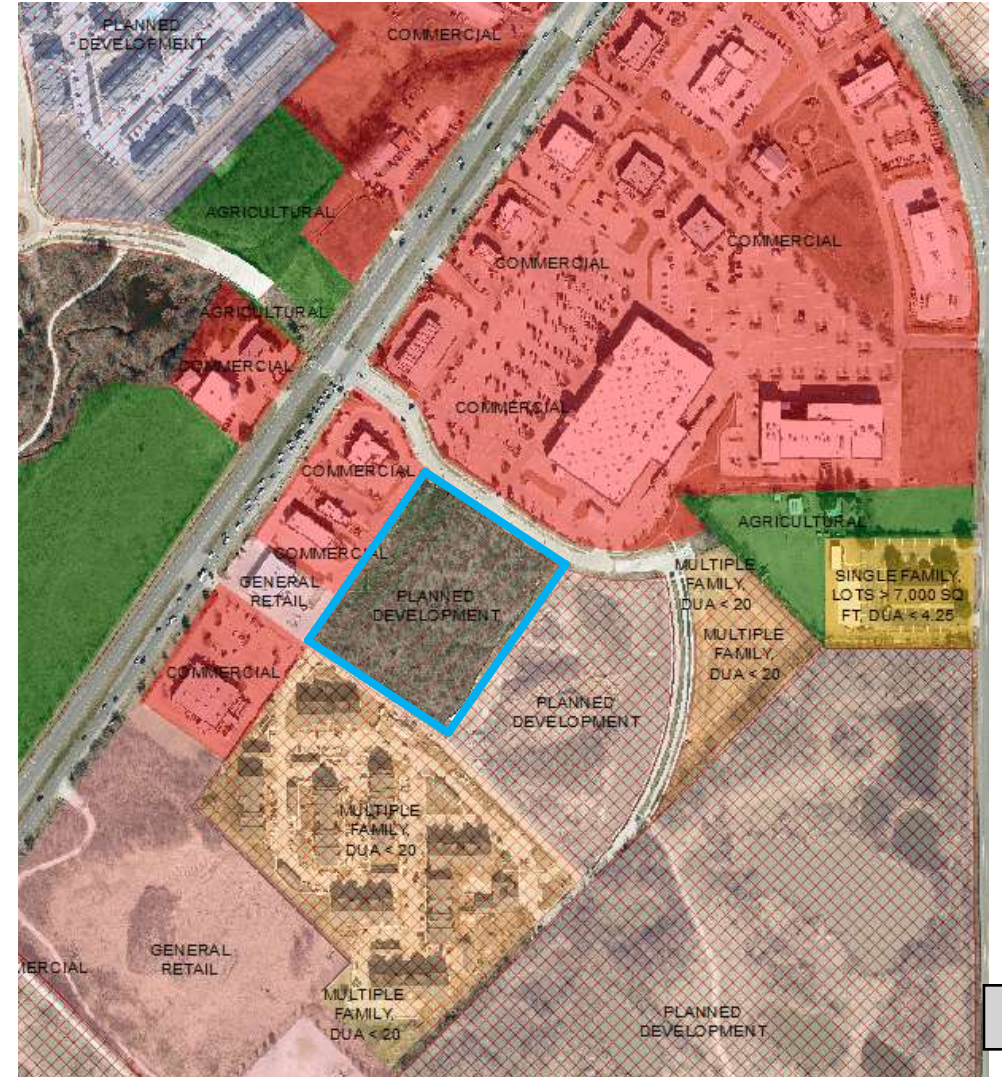 PLANNED
DEVELOPMENT
COMMERCIAL
AGRICULTURAL
COMMERCIAL
COMMERCIAL
AGRICULTURAL
COMMERCIAL
COMMERCIAL
COMMERCIAL
AGRICULTURAL
COMMERCIAL
GENERAL
RETAIL
PLANNED
DEVELOPMENT
MULTIPLE
FAMILY,
DUA < 20
SINGLE FAMILY,
LOTS > 7,000 SQ
FT, DUA < 4.25
MULTIPLE
FAMILY,
DUA < 20
COMMERCIAL
PLANNED
DEVELOPMENT
MULTIPLE
FAMILY,
DUA < 20
GENERAL
RETAIL
MERCIAL
MULTIPLE
FAMILY,
DUA < 20
PLANNED
DEVELOPMENT